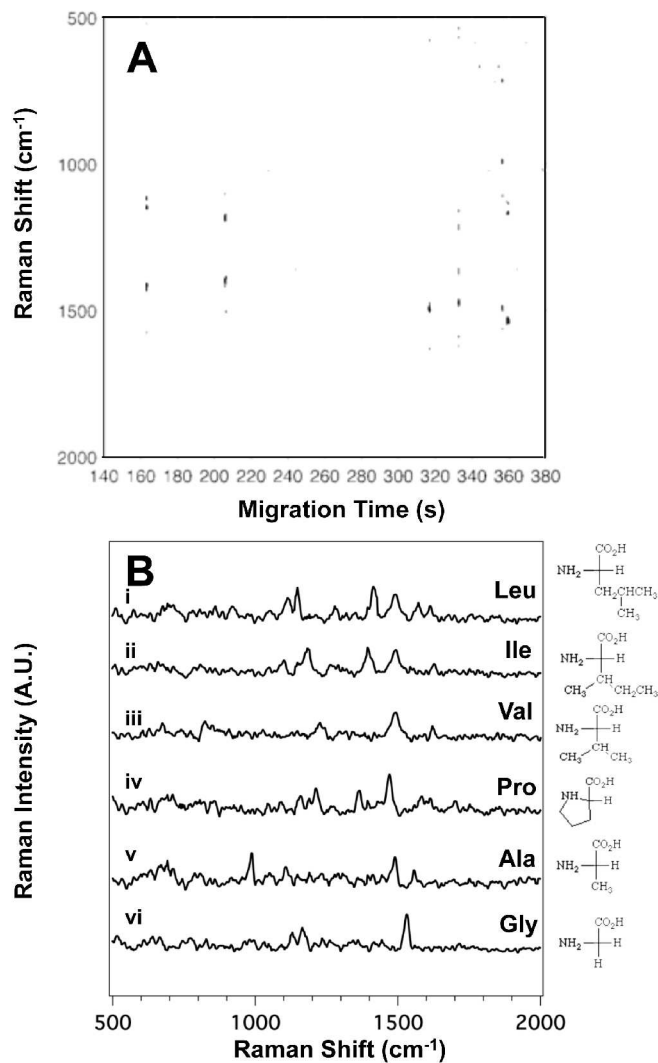 500
A
1000
Raman Shift (cm-1)
1500
2000
140 160 180 200 220 240 260 280 300 320 340 360 380
Migration Time (s)
B
i
Leu
ii
Ile
iii
Val
iv
Pro
v
Ala
vi
Gly
Raman Intensity (A.U.)
500 1000 1500 2000
Raman Shift (cm-1)
CO2H
NH2 H
CH2CHCH3
CH3
CO2H
NH2 H
CH
CH3 CH2CH3
CO2H
NH2 H
CH
CH3 CH3
CO2H
NH H
CO2H
NH2 H
CH3
CO2H
NH2 H
H